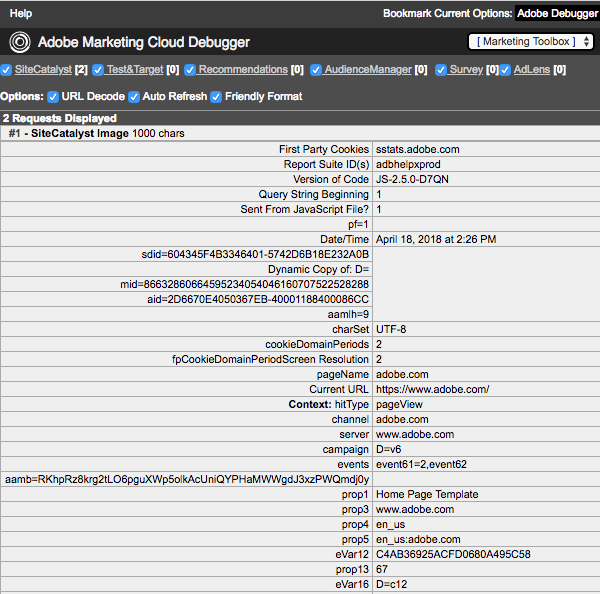 Help Bookmark Current Options: Adobe Debugger
Adobe Marketing Cloud Debugger [ Marketing Toolbox ]
SiteCatalyst [2] Test&Target [0] Recommendations [0] AudienceManager [0] Survey [0] AdLens [0]
Options: URL Decode Auto Refresh Friendly Format
2 Requests Displayed
#1 - SiteCatalyst Image 1000 chars
First Party Cookies sstats.adobe.com
Report Suite ID(s) adbhelpxprod
Version of Code JS-2.5.0-D7QN
Query String Beginning 1
Sent From JavaScript File? 1
pf=1
Date/Time April 18, 2018 at 2:26 PM
sdid=604345F4B3346401-5742D6B18E232A0B
Dynamic Copy of: D=
mid=86632860664595234054046160707522528288
aid=2D6670E4050367EB-40001188400086CC
aamlh=9
charSet UTF-8
cookieDomainPeriods 2
fpCookieDomainPeriodScreen Resolution 2
pageName adobe.com
Current URL https://www.adobe.com/
Context: hitType pageView
channel adobe.com
server www.adobe.com
campaign D=v6
events event61=2,event62
aamb=RKhpRz8krg2tLO6pguXWp5olkAcUniQYPHaMWWgdJ3xzPWQmdj0y
prop1 Home Page Template
prop3 www.adobe.com
prop4 en_us
prop5 en_us:adobe.com
eVar12 C4AB36925ACFD0680A495C58
prop13 67
eVar16 D=c12